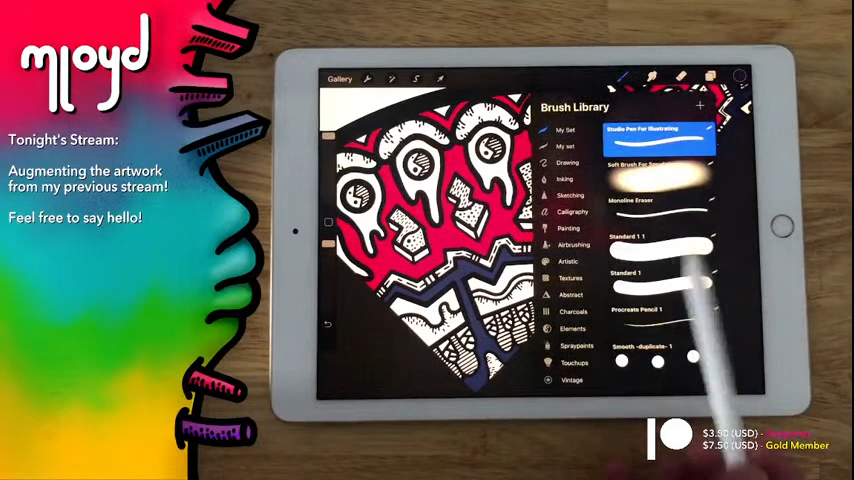 mloyd
Tonight's Stream:
Augmenting the artwork
from my previous stream!
Feel free to say hello!
Gallery
Brush Library
+
My Set
My set
Drawing
Inking
Sketching
Calligraphy
Painting
Airbrushing
Artistic
Textures
Abstract
Charcoals
Elements
Spraypaints
Touchups
Vintage
Studio Pen For Illustrating
Soft Brush For
Monoline Eraser
Standard 1 1
Standard 1
Procreate Pencil 1
Smooth -duplicate- 1
$3.50 (USD) -
$7.50 (USD) - Gold Member